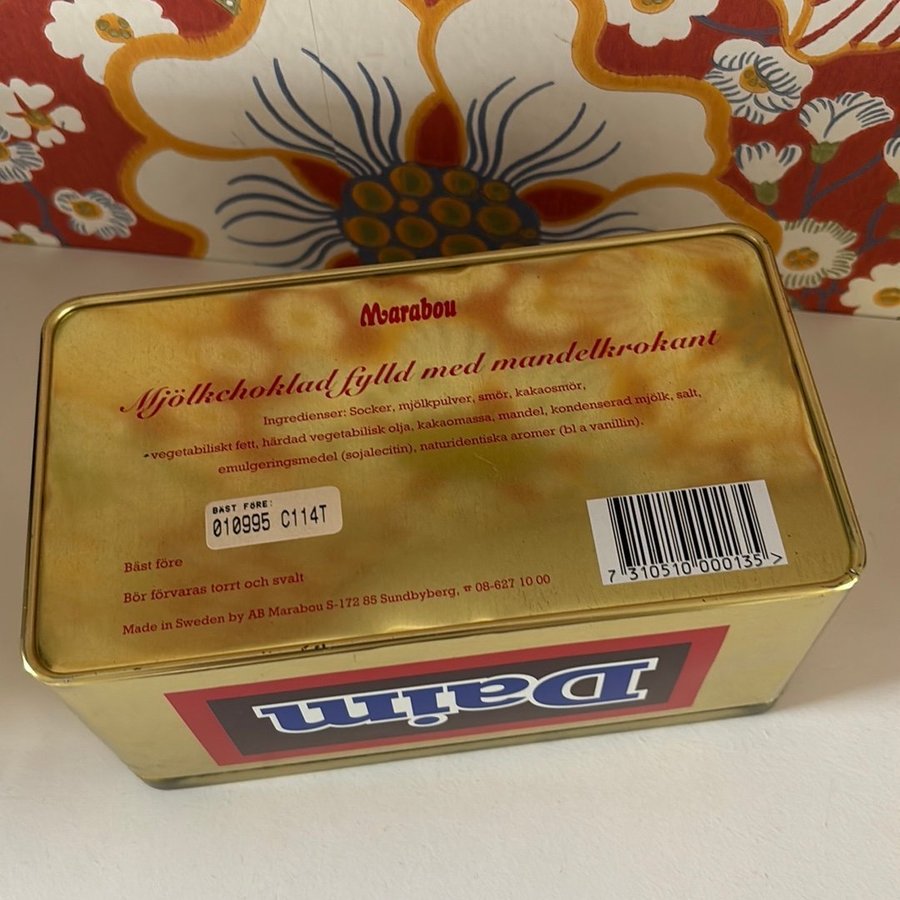 Marabou
Mjölkchoklad fylld med mandelkrokant
Ingredienser: Socker, mjölkpulver, smör, kakaosmör,
vegetabiliskt fett, härdad vegetabilisk olja, kakaomassa, mandel, kondenserad mjölk, salt,
emulgeringsmedel (sojalecitin), naturidentiska aromer (bl a vanillin).
BÄST FÖRE:
010995 C114T
7 310510 000135 >
Bäst före
Bör förvaras torrt och svalt
Made in Sweden by AB Marabou S-172 85 Sundbyberg, ☎ 08-627 10 00
Daim